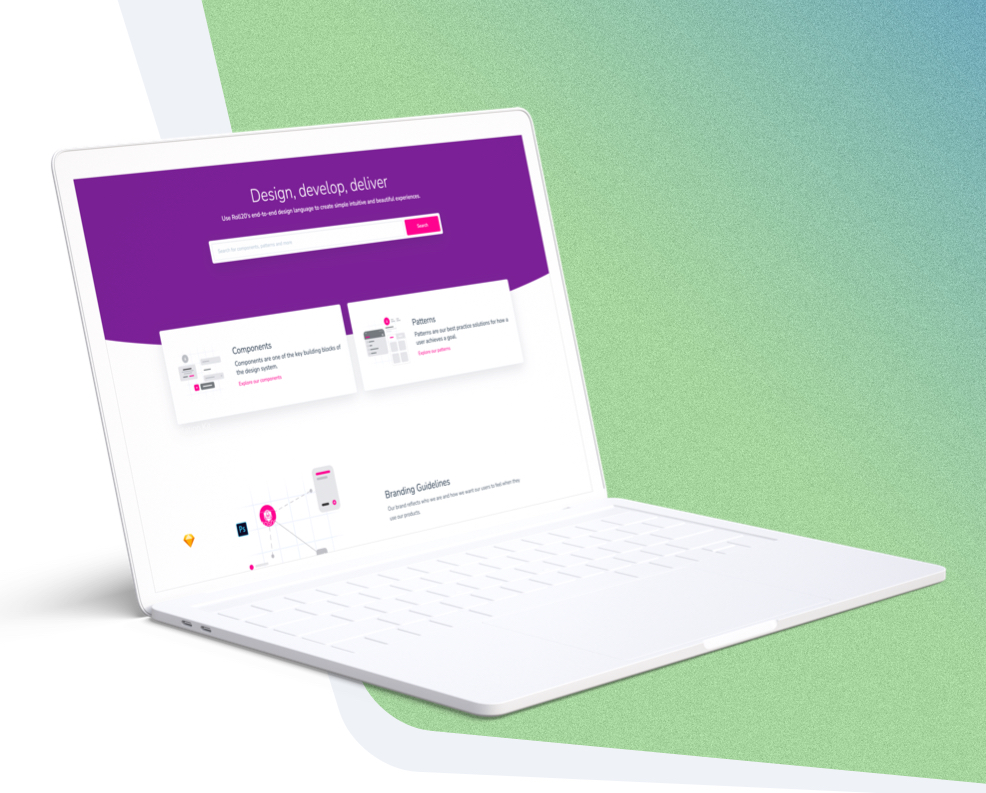 Design, develop, deliver
Use Roll20's end-to-end design language to create simple intuitive and beautiful experiences.
Search for components, patterns and more
Search
Components
Components are one of the key building blocks of
the design system.
Explore our components
Patterns
Patterns are our best practice solutions for how a
user achieves a goal.
Explore our patterns
Branding Guidelines
Our brand reflects who we are and how we want our users to feel when they
use our products.
Ps